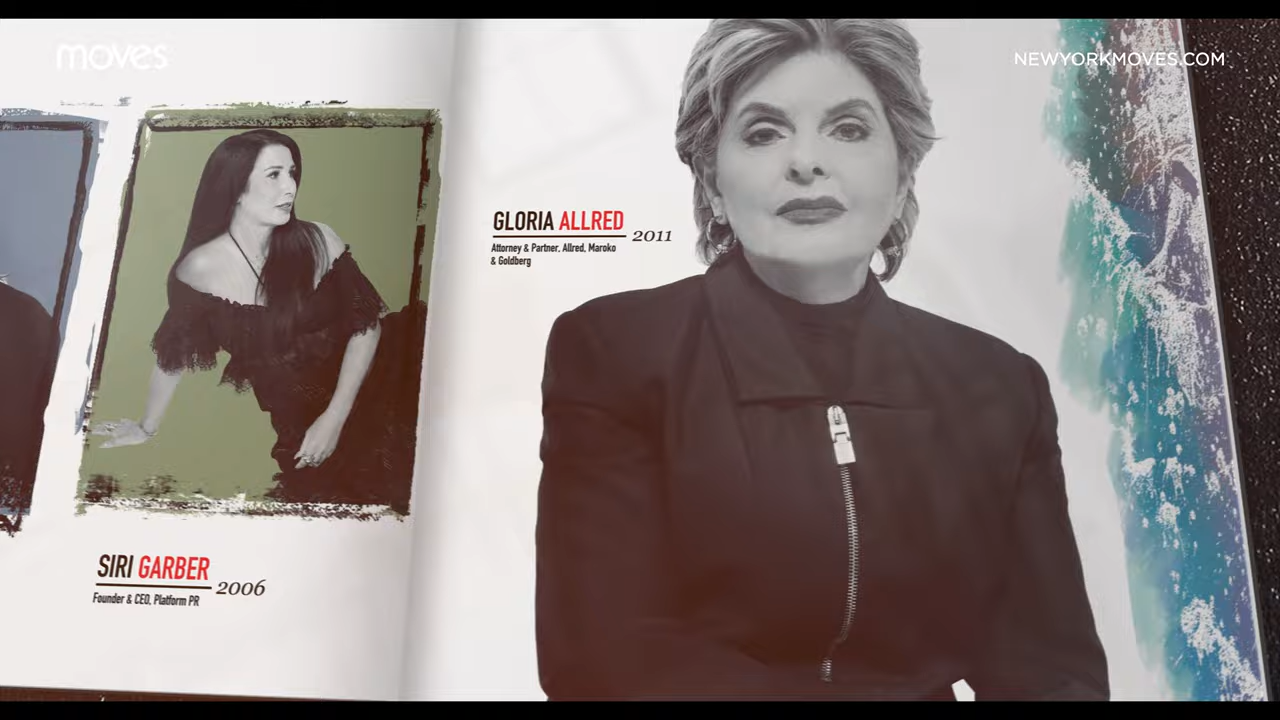 moves
NEWYORKMOVES.COM
GLORIA ALLRED
2011
Attorney & Partner, Allred, Maroko
& Goldberg
SIRI GARBER
2006
Founder & CEO, Platform PR